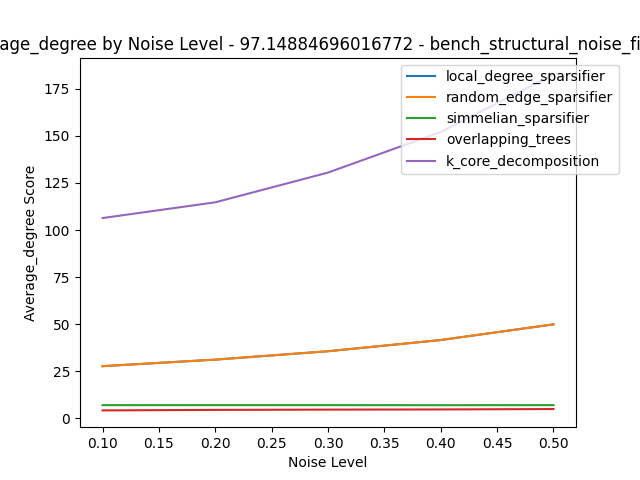 age_degree by Noise Level - 97.14884696016772 - bench_structural_noise_fi
local_degree_sparsifier
random_edge_sparsifier
simmelian_sparsifier
overlapping_trees
k_core_decomposition
Average_degree Score
175
150
125
100
75
50
25
0
0.10 0.15 0.20 0.25 0.30 0.35 0.40 0.45 0.50
Noise Level